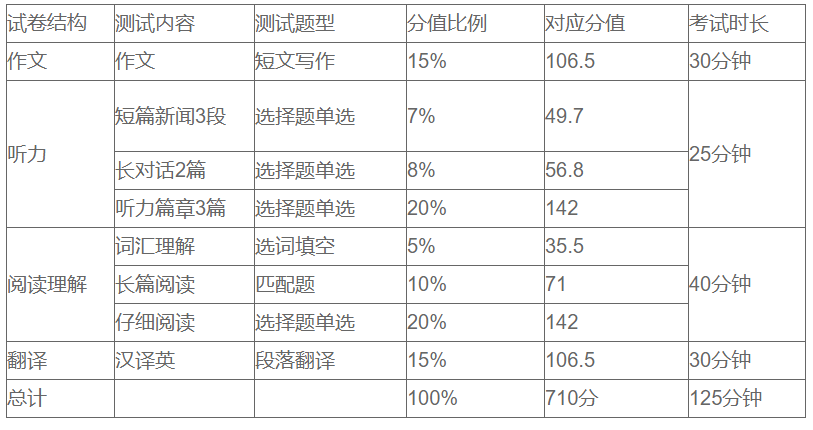 试卷结构 测试内容 测试题型 分值比例 对应分值 考试时长
作文 作文 短文写作 15% 106.5 30分钟
听力 短篇新闻3段 选择题单选 7% 49.7 25分钟
长对话2篇 选择题单选 8% 56.8
听力篇章3篇 选择题单选 20% 142
阅读理解 词汇理解 选词填空 5% 35.5 40分钟
长篇阅读 匹配题 10% 71
仔细阅读 选择题单选 20% 142
翻译 汉译英 段落翻译 15% 106.5 30分钟
总计 100% 710分 125分钟